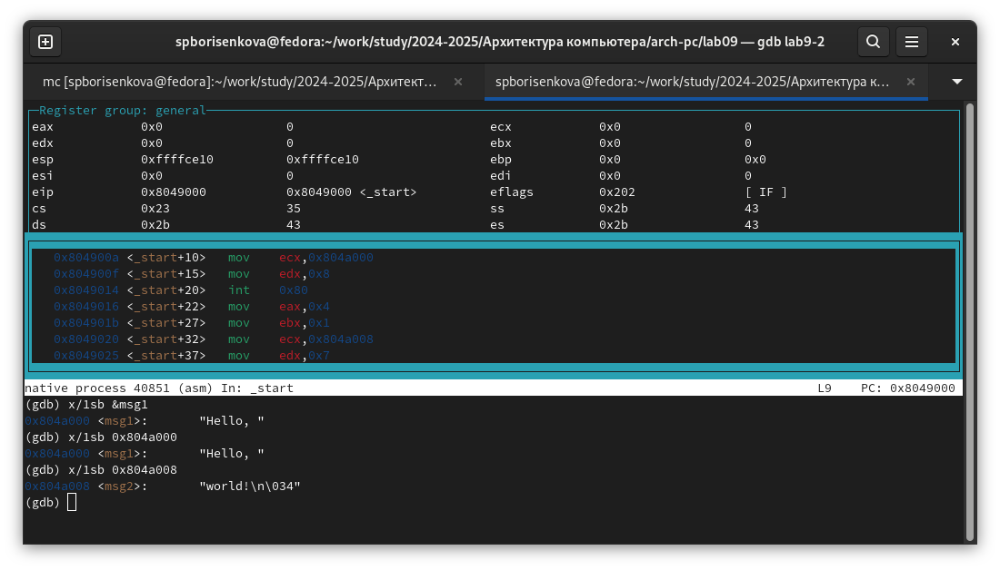 spborisenkova@fedora:~/work/study/2024-2025/Архитектура компьютера/arch-pc/lab09 — gdb lab9-2
mc [spborisenkova@fedora]:~/work/study/2024-2025/Архитект... spborisenkova@fedora:~/work/study/2024-2025/Архитектура к...
Register group: general
eax 0x0 0 ecx 0x0 0
edx 0x0 0 ebx 0x0 0
esp 0xffffce10 0xffffce10 ebp 0x0 0x0
esi 0x0 0 edi 0x0 0
eip 0x8049000 0x8049000 <_start> eflags 0x202 [ IF ]
cs 0x23 35 ss 0x2b 43
ds 0x2b 43 es 0x2b 43
0x804900a <_start+10> mov ecx,0x804a000
0x804900f <_start+15> mov edx,0x8
0x8049014 <_start+20> int 0x80
0x8049016 <_start+22> mov eax,0x4
0x804901b <_start+27> mov ebx,0x1
0x8049020 <_start+32> mov ecx,0x804a008
0x8049025 <_start+37> mov edx,0x7
native process 40851 (asm) In: _start L9 PC: 0x8049000
(gdb) x/1sb &msg1
0x804a000 <msg1>: "Hello, "
(gdb) x/1sb 0x804a000
0x804a000 <msg1>: "Hello, "
(gdb) x/1sb 0x804a008
0x804a008 <msg2>: "world!\n\034"
(gdb)